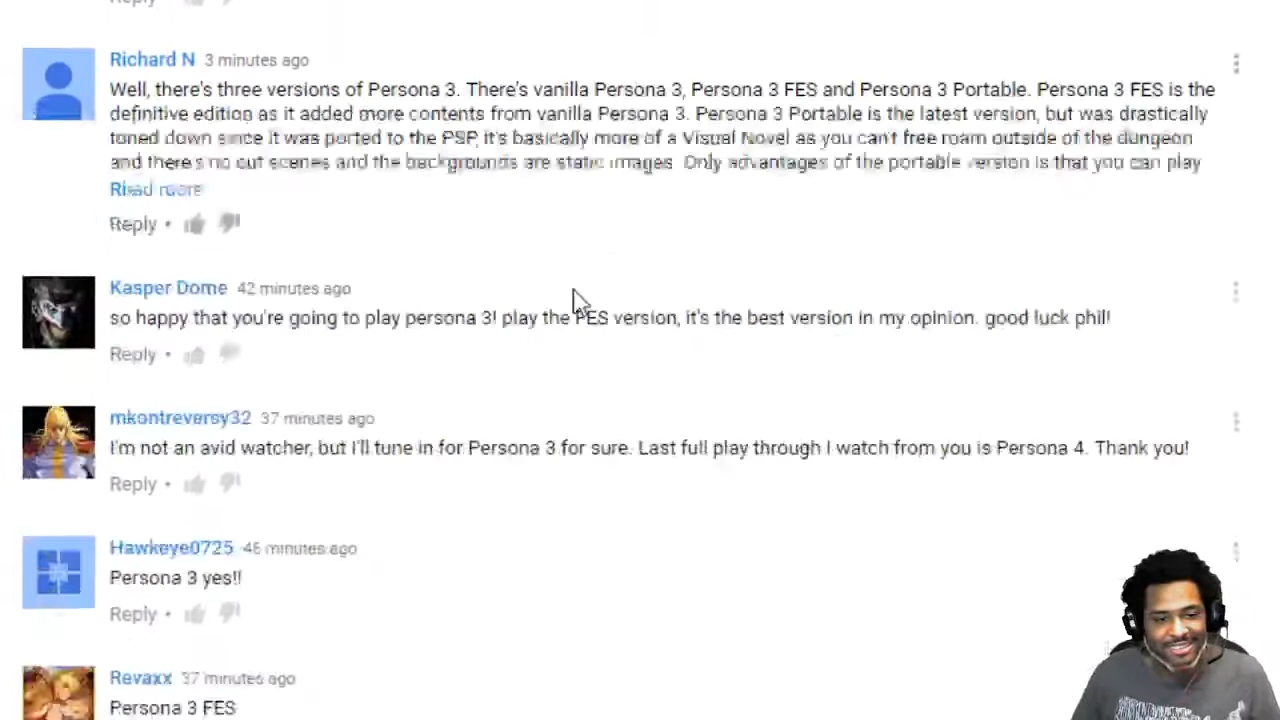 Reply •
Richard N 3 minutes ago
Well, there's three versions of Persona 3. There's vanilla Persona 3, Persona 3 FES and Persona 3 Portable. Persona 3 FES is the
definitive edition as it added more contents from vanilla Persona 3. Persona 3 Portable is the latest version, but was drastically
toned down since it was ported to the PSP, it's basically more of a Visual Novel as you can't free roam outside of the dungeon
and there's no cut scenes and the backgrounds are static images. Only advantages of the portable version is that you can play
Read more
Reply •
Kasper Dome 42 minutes ago
so happy that you're going to play persona 3! play the FES version, it's the best version in my opinion. good luck phil!
Reply •
mkontreversy32 37 minutes ago
I'm not an avid watcher, but I'll tune in for Persona 3 for sure. Last full play through I watch from you is Persona 4. Thank you!
Reply •
Hawkeye0725 46 minutes ago
Persona 3 yes!!
Reply •
Revaxx 37 minutes ago
Persona 3 FES